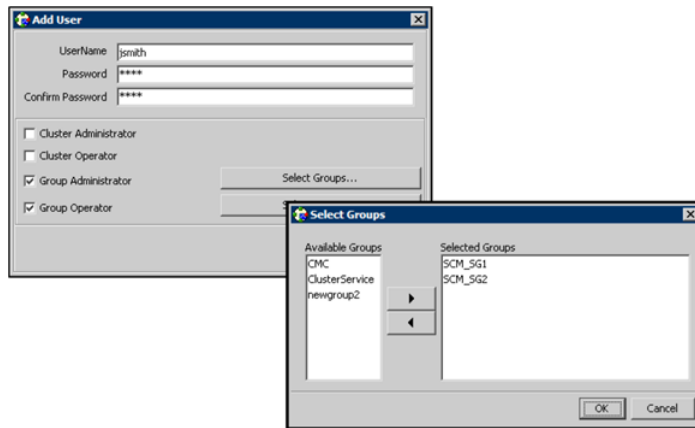 Add User
UserName jsmith
Password ****
Confirm Password ****
Cluster Administrator
Cluster Operator
Group Administrator Select Groups...
Group Operator
Select Groups
Available Groups Selected Groups
CMC SCM_SG1
ClusterService SCM_SG2
newgroup2
OK Cancel